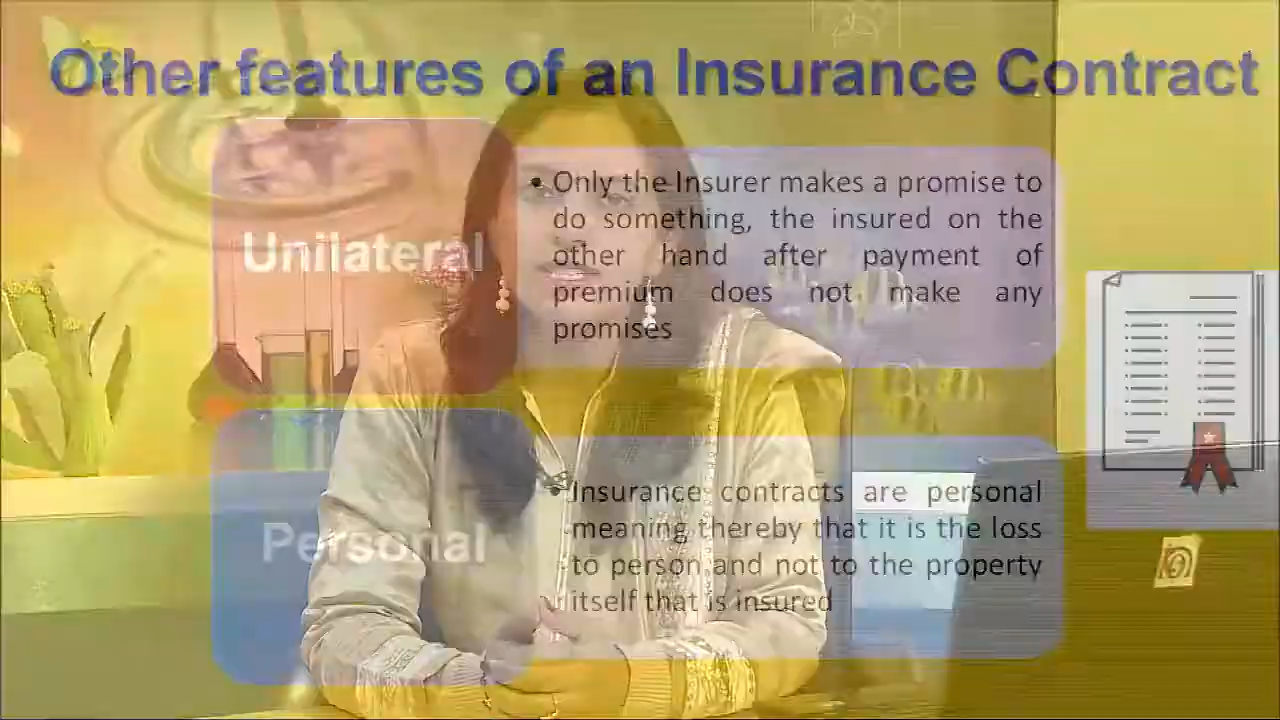 Other features of an Insurance Contract
Unilateral
• Only the Insurer makes a promise to
do something, the insured on the
other hand after payment of
premium does not make any
promises
Personal
• Insurance contracts are personal
meaning thereby that it is the loss
to person and not to the property
itself that is insured